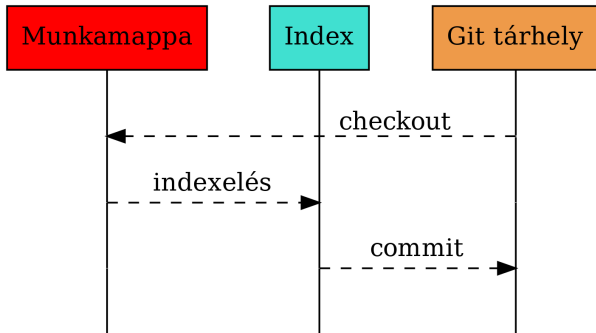 Munkamappa
Index
Git tárhely
checkout
indexelés
commit